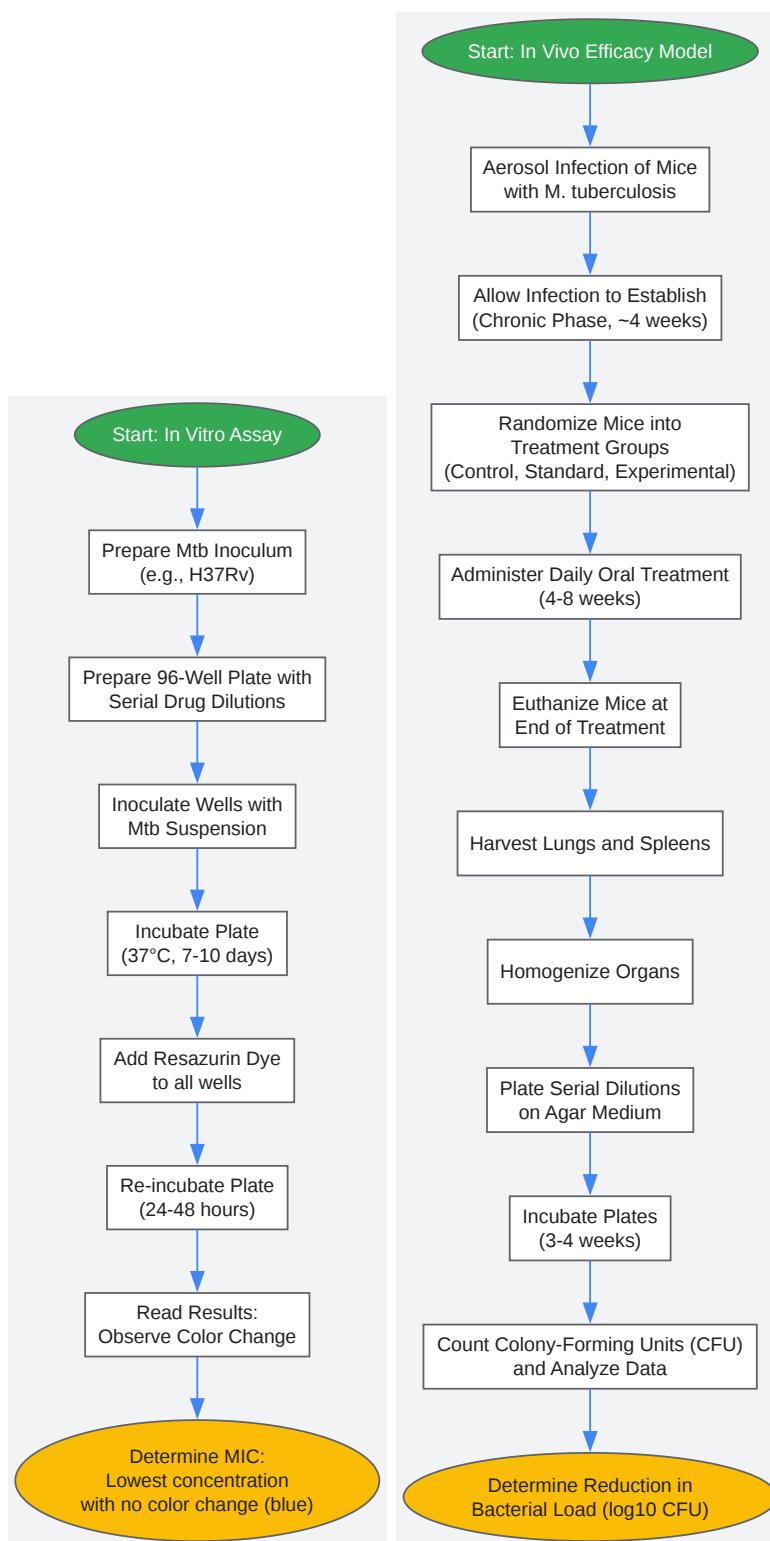 Start: In Vitro Assay
Prepare Mtb Inoculum
(e.g., H37Rv)
Prepare 96-Well Plate with
Serial Drug Dilutions
Inoculate Wells with
Mtb Suspension
Incubate Plate
(37°C, 7-10 days)
Add Resazurin Dye
to all wells
Re-incubate Plate
(24-48 hours)
Read Results:
Observe Color Change
Determine MIC:
Lowest concentration
with no color change (blue)
Start: In Vivo Efficacy Model
Aerosol Infection of Mice
with M. tuberculosis
Allow Infection to Establish
(Chronic Phase, ~4 weeks)
Randomize Mice into
Treatment Groups
(Control, Standard, Experimental)
Administer Daily Oral Treatment
(4-8 weeks)
Euthanize Mice at
End of Treatment
Harvest Lungs and Spleens
Homogenize Organs
Plate Serial Dilutions
on Agar Medium
Incubate Plates
(3-4 weeks)
Count Colony-Forming Units (CFU)
and Analyze Data
Determine Reduction in
Bacterial Load (log10 CFU)